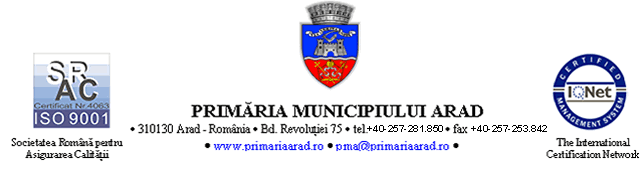 SRAC
Certificat Nr.4063
ISO 9001
Societatea Română pentru
Asigurarea Calităţii
PRIMĂRIA MUNICIPIULUI ARAD
• 310130 Arad - România • Bd. Revoluţiei 75 • tel.+40-257-281.850 • fax +40-257-253.842
• www.primariaarad.ro • pma@primariaarad.ro •
CERTIFIED
IQNet
MANAGEMENT SYSTEM
The International
Certification Network